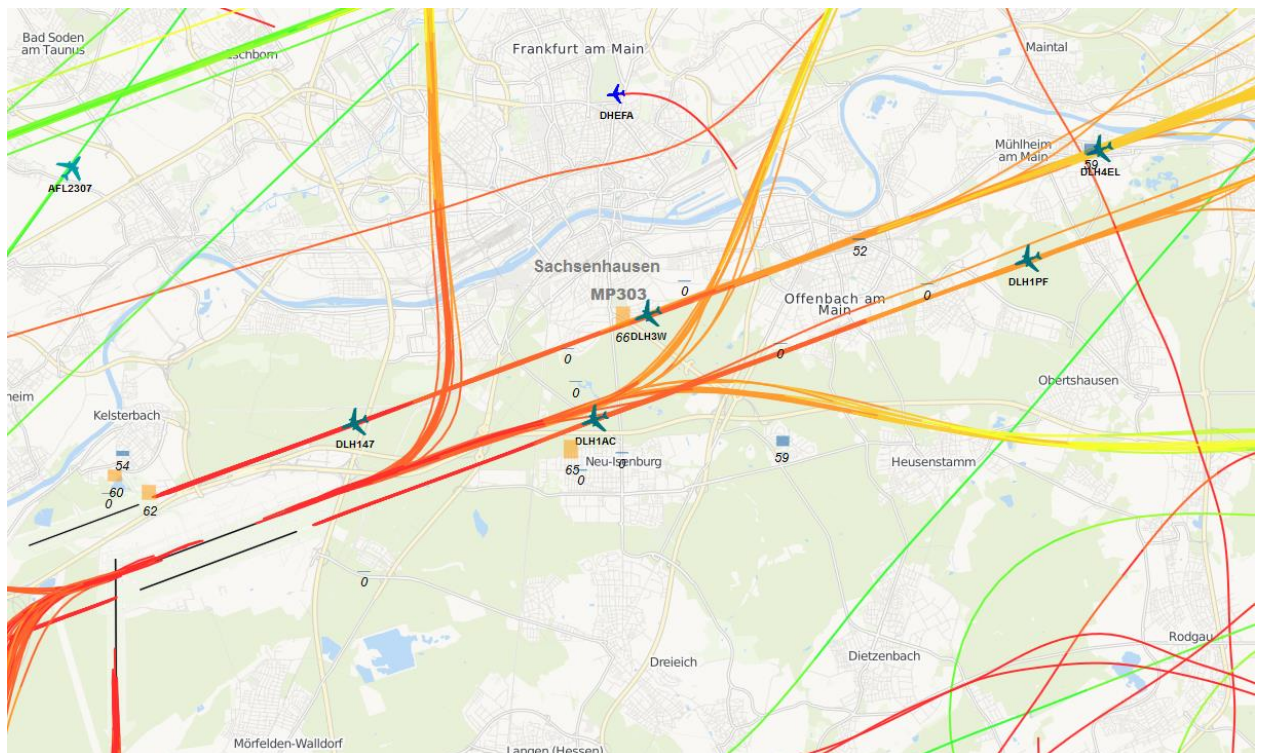 Bad Soden
am Taunus
schborn
Frankfurt am Main
Maintal
DHEFA
Mühlheim
am Main
59
DLH4EL
AFL2307
52
Sachsenhausen
MP303
0
Offenbach am
Main
0
DLH1PF
66
DLH3W
0
0
0
Obertshausen
heim
Kelsterbach
DLH147
DLH1AC
54
65
0
Neu-Isenburg
0
59
Heusenstamm
60
0
62
0
Rodgau
Dreieich
Dietzenbach
Mörfelden-Walldorf
Langen (Hessen)